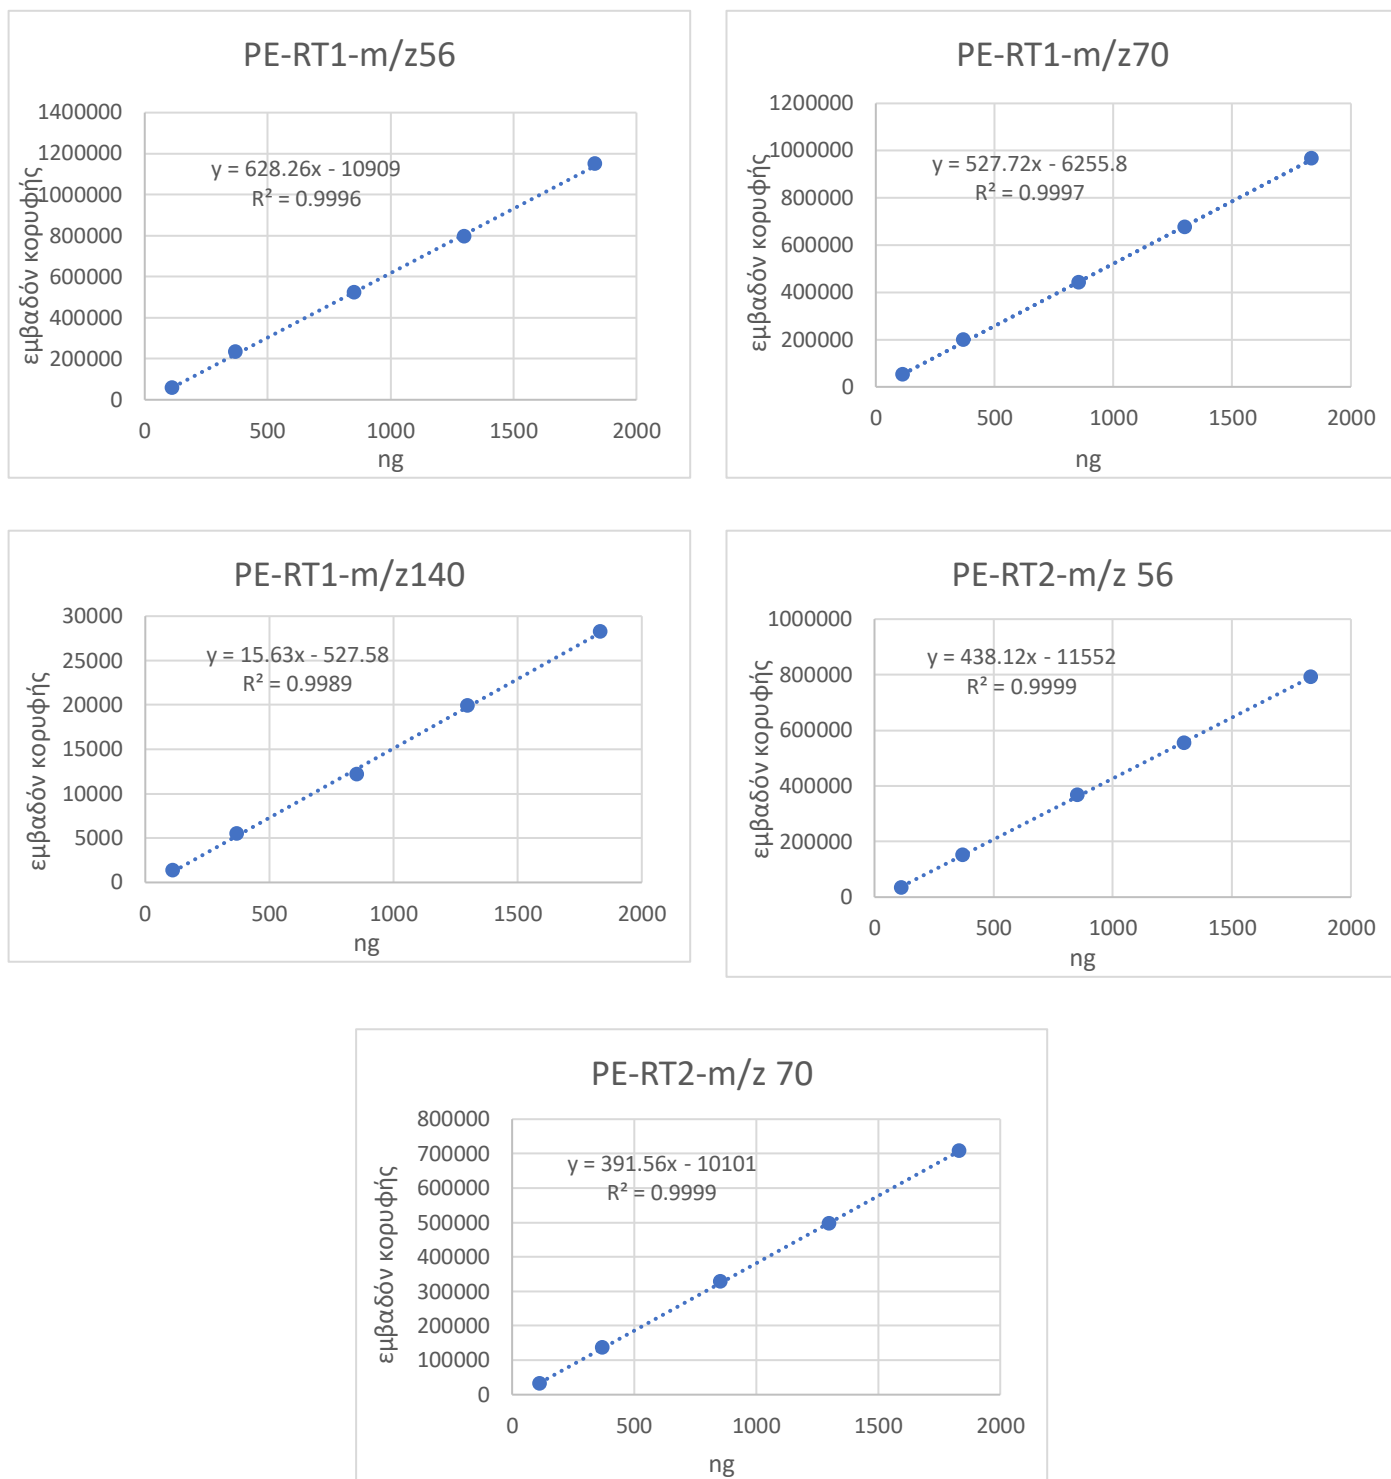 PE-RT1-m/z56
1400000
1200000
1000000
800000
600000
400000
200000
0
y = 628.26x - 10909
R² = 0.9996
εμβαδόν κορυφής
0 500 1000 1500 2000
ng
PE-RT1-m/z70
1200000
1000000
800000
600000
400000
200000
0
y = 527.72x - 6255.8
R² = 0.9997
εμβαδόν κορυφής
0 500 1000 1500 2000
ng
PE-RT1-m/z140
30000
25000
20000
15000
10000
5000
0
y = 15.63x - 527.58
R² = 0.9989
εμβαδόν κορυφής
0 500 1000 1500 2000
ng
PE-RT2-m/z 56
1000000
800000
600000
400000
200000
0
y = 438.12x - 11552
R² = 0.9999
εμβαδόν κορυφής
0 500 1000 1500 2000
ng
PE-RT2-m/z 70
800000
700000
600000
500000
400000
300000
200000
100000
0
y = 391.56x - 10101
R² = 0.9999
εμβαδόν κορυφής
0 500 1000 1500 2000
ng